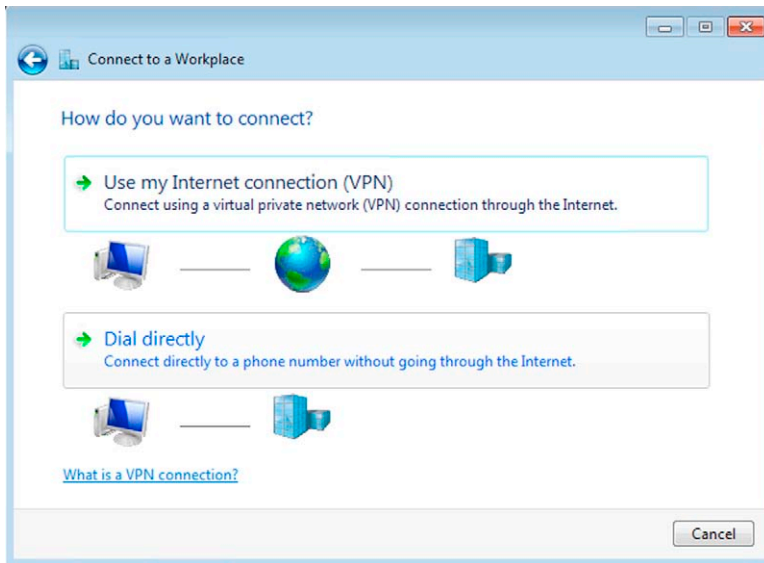 Connect to a Workplace
How do you want to connect?
Use my Internet connection (VPN)
Connect using a virtual private network (VPN) connection through the Internet.
Dial directly
Connect directly to a phone number without going through the Internet.
What is a VPN connection?
Cancel